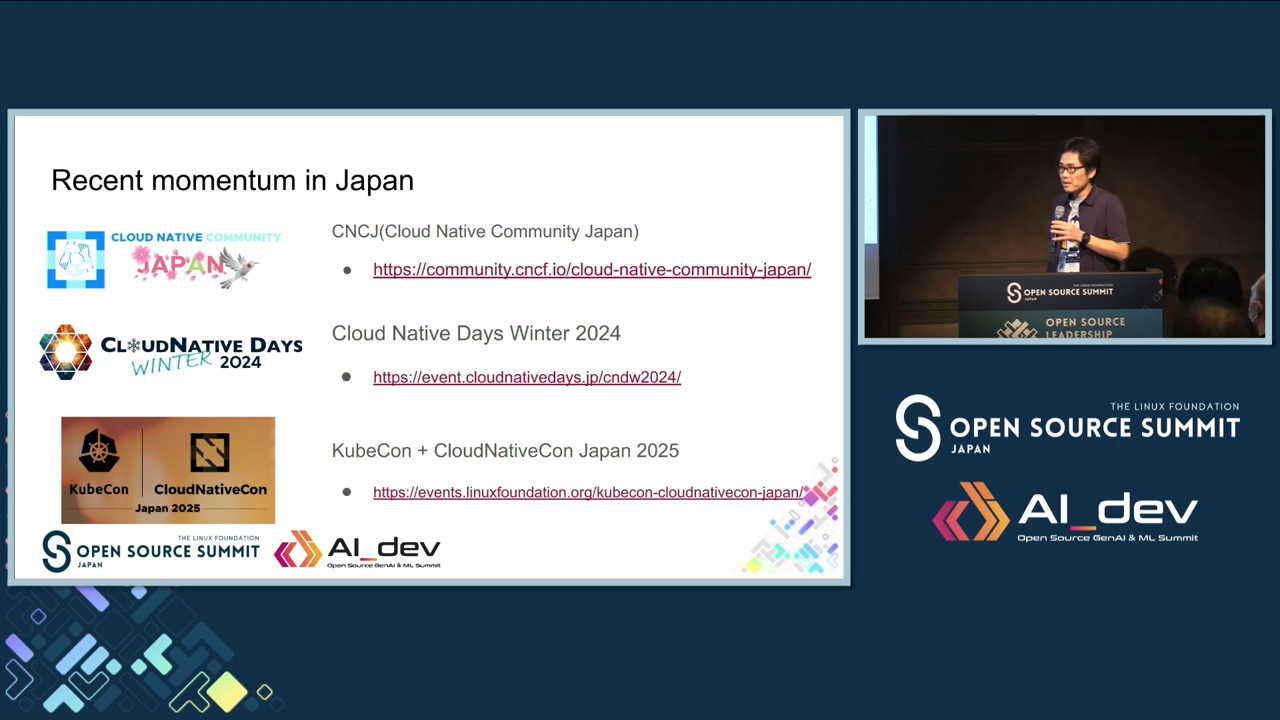 Recent momentum in Japan
CLOUD NATIVE COMMUNITY
JAPAN
CNCJ(Cloud Native Community Japan)
● https://community.cncf.io/cloud-native-community-japan/
CLOUDNATIVE DAYS
WINTER 2024
Cloud Native Days Winter 2024
● https://event.cloudnativedays.jp/cndw2024/
KubeCon
CloudNativeCon
Japan 2025
KubeCon + CloudNativeCon Japan 2025
● https://events.linuxfoundation.org/kubecon-cloudnativecon-japan/
THE LINUX FOUNDATION
OPEN SOURCE SUMMIT
JAPAN
AI_dev
Open Source GenAI & ML Summit
THE LINUX FOUNDATION
OPEN SOURCE SUMMIT
JAPAN
OPEN SOURCE
LEADERSHIP
THE LINUX FOUNDATION
OPEN SOURCE SUMMIT
JAPAN
AI_dev
Open Source GenAI & ML Summit